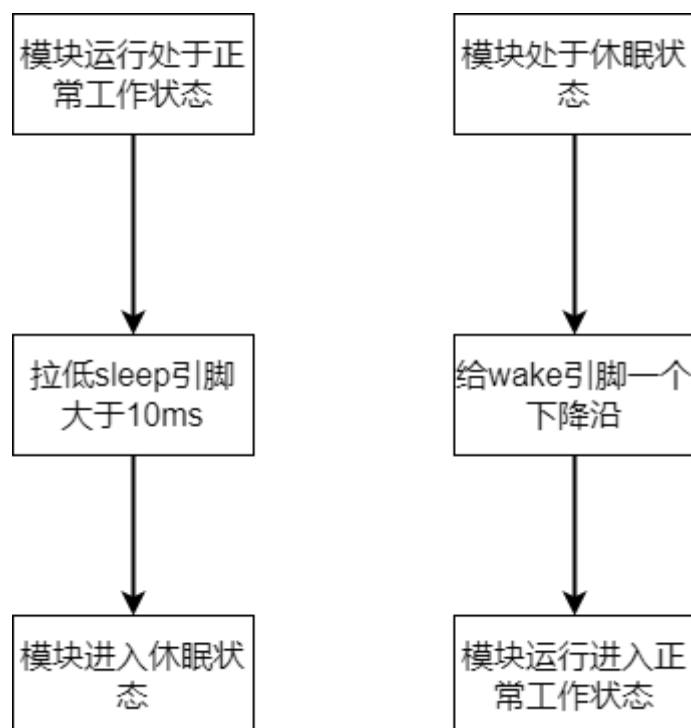 模块运行处于正
常工作状态
拉低sleep引脚
大于10ms
模块进入休眠状
态
模块处于休眠状
态
给wake引脚一个
下降沿
模块运行进入正
常工作状态